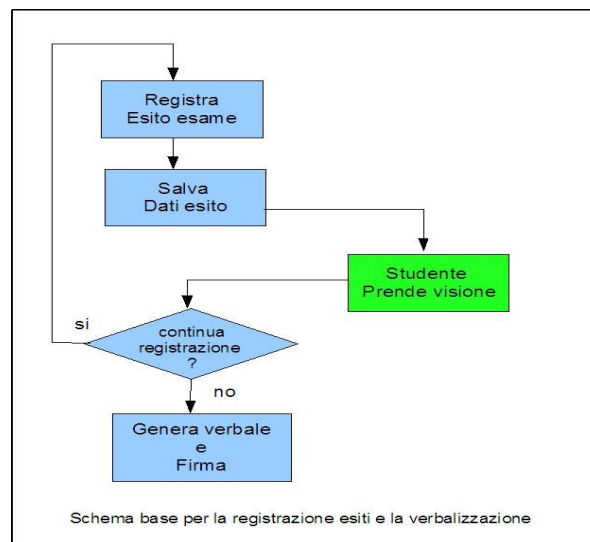 Registra
Esito esame
Salva
Dati esito
Studente
Prende visione
si
continua
registrazione
?
no
Genera verbale
e
Firma
Schema base per la registrazione esiti e la verbalizzazione